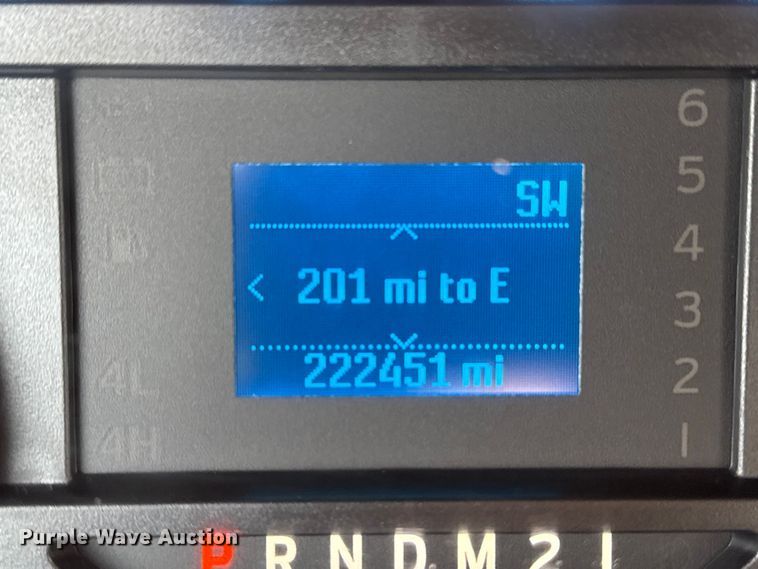 6
SW
5
4
201 mi to E
3
222451 mi
4L
2
4H
1
Purple Wave Auction
P R N D M 2 1